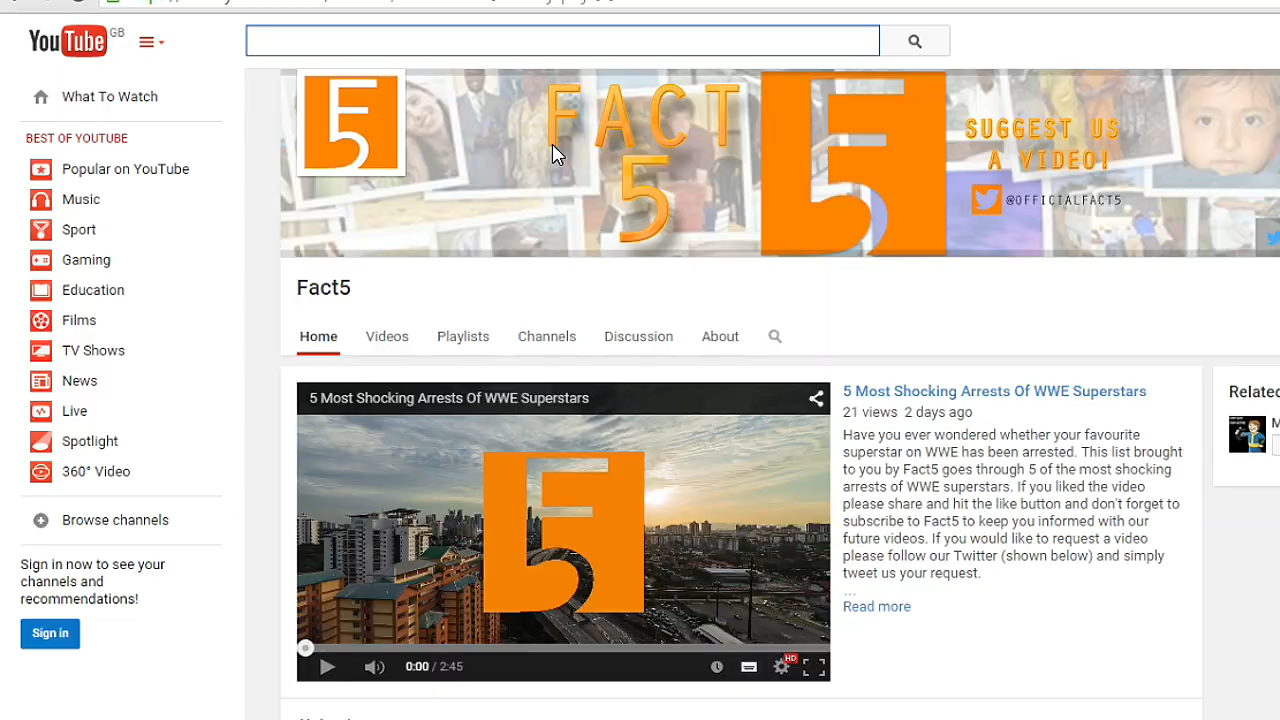 YouTube GB
What To Watch
BEST OF YOUTUBE
Popular on YouTube
Music
Sport
Gaming
Education
Films
TV Shows
News
Live
Spotlight
360° Video
Browse channels
Sign in now to see your
channels and
recommendations!
Sign in
F5
FACT
5
F5
SUGGEST US
A VIDEO!
@OFFICIALFACT5
Fact5
Home Videos Playlists Channels Discussion About
5 Most Shocking Arrests Of WWE Superstars
F5
0:00 / 2:45
HD
5 Most Shocking Arrests Of WWE Superstars
21 views 2 days ago
Have you ever wondered whether your favourite
superstar on WWE has been arrested. This list brought
to you by Fact5 goes through 5 of the most shocking
arrests of WWE superstars. If you liked the video
please share and hit the like button and don't forget to
subscribe to Fact5 to keep you informed with our
future videos. If you would like to request a video
please follow our Twitter (shown below) and simply
tweet us your request.
...
Read more
Related
M